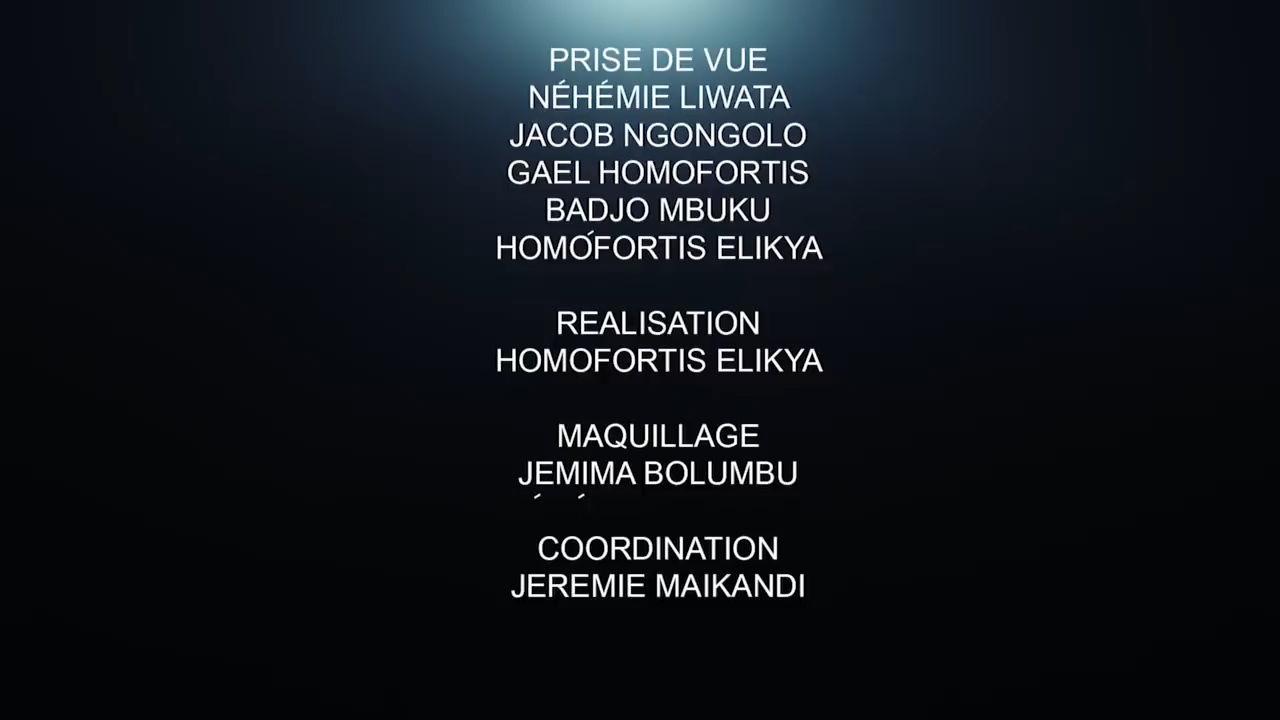 PRISE DE VUE
NÉHÉMIE LIWATA
JACOB NGONGOLO
GAEL HOMOFORTIS
BADJO MBUKU
HOMOFORTIS ELIKYA
REALISATION
HOMOFORTIS ELIKYA
MAQUILLAGE
JEMIMA BOLUMBU
COORDINATION
JEREMIE MAIKANDI